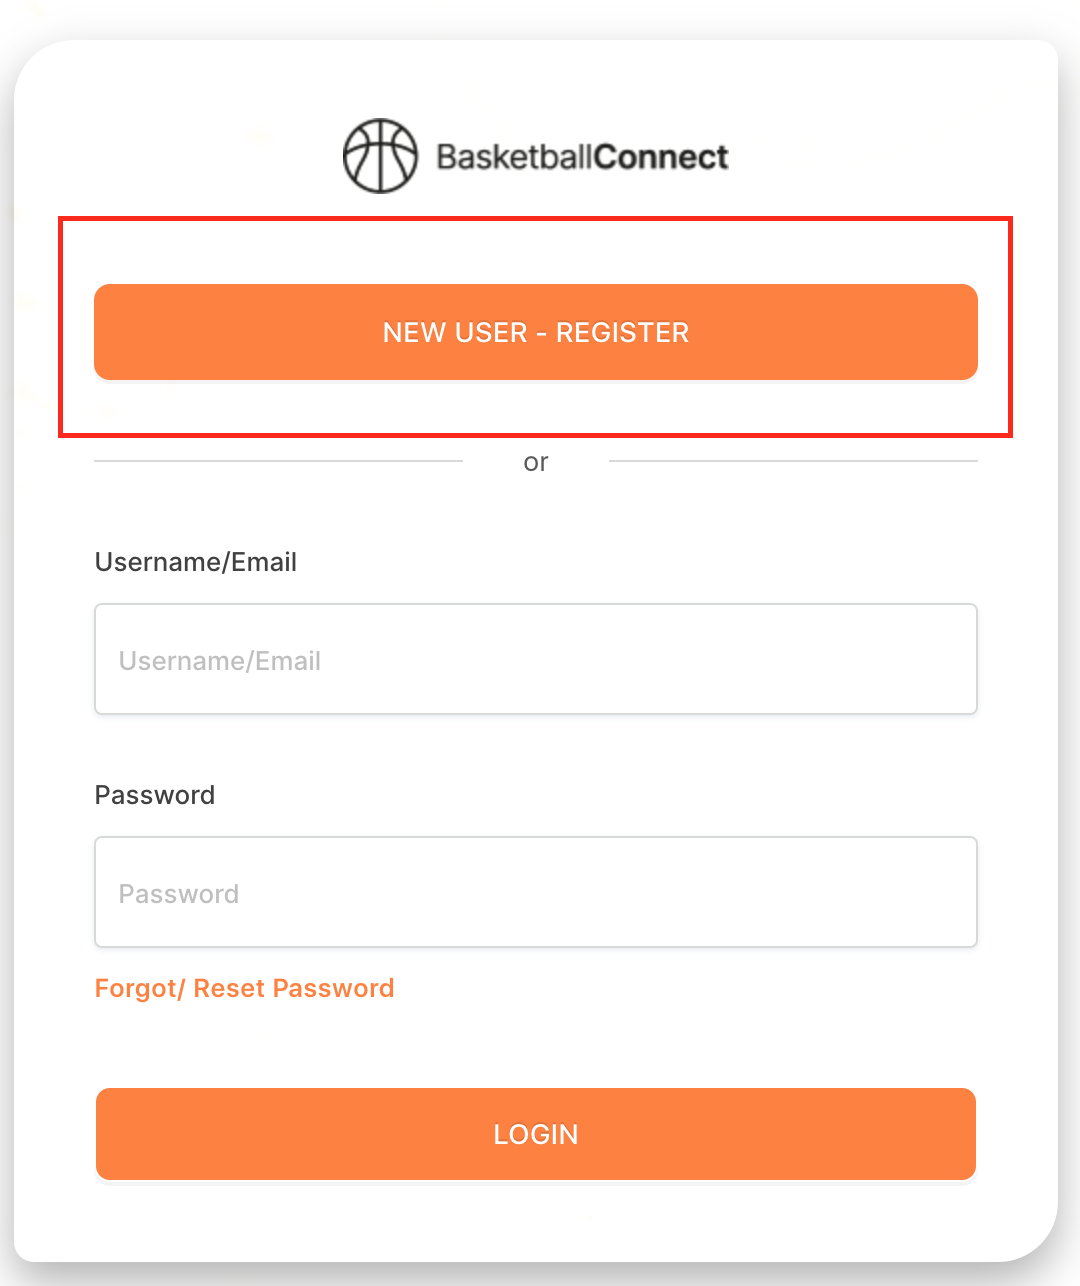 BasketballConnect
NEW USER - REGISTER
or
Username/Email
Username/Email
Password
Password
Forgot/ Reset Password
LOGIN